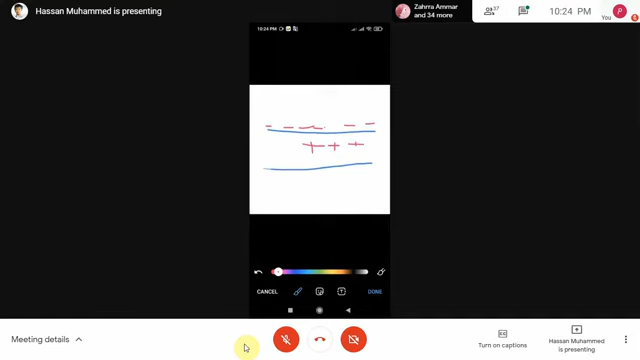 Hassan Muhammed is presenting
Zahrra Ammar
and 34 more
37
10:24 PM
You
P
10:24 PM
- - - - -
+ + +
CANCEL
T
DONE
Meeting details
Turn on captions
Hassan Muhammed
is presenting